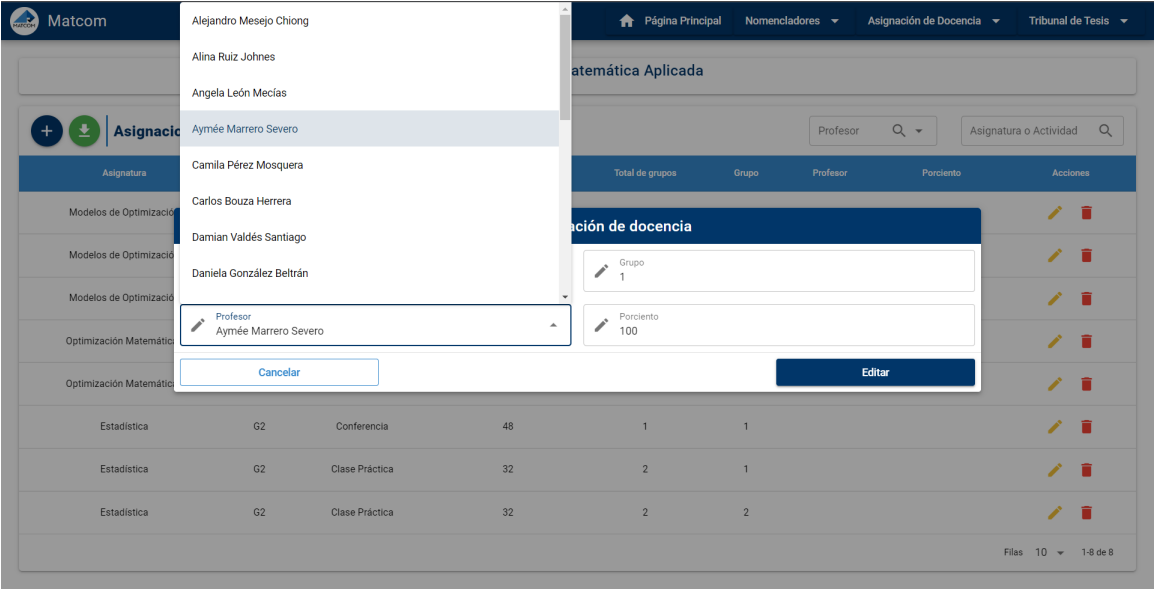 MATCOM
Matcom
Página Principal
Nomencladores
Asignación de Docencia
Tribunal de Tesis
atemática Aplicada
Asignacio
Profesor
Asignatura o Actividad
Asignatura
Total de grupos
Grupo
Profesor
Porciento
Acciones
Modelos de Optimizació
Modelos de Optimizació
Modelos de Optimizació
Optimización Matemátic
Optimización Matemátic
Estadística G2 Conferencia 48 1 1
Estadística G2 Clase Práctica 32 2 1
Estadística G2 Clase Práctica 32 2 2
Filas 10 1-8 de 8
Alejandro Mesejo Chiong
Alina Ruiz Johnes
Angela León Mecías
Aymée Marrero Severo
Camila Pérez Mosquera
Carlos Bouza Herrera
Damian Valdés Santiago
Daniela González Beltrán
ación de docencia
Grupo
1
Profesor
Aymée Marrero Severo
Porciento
100
Cancelar
Editar